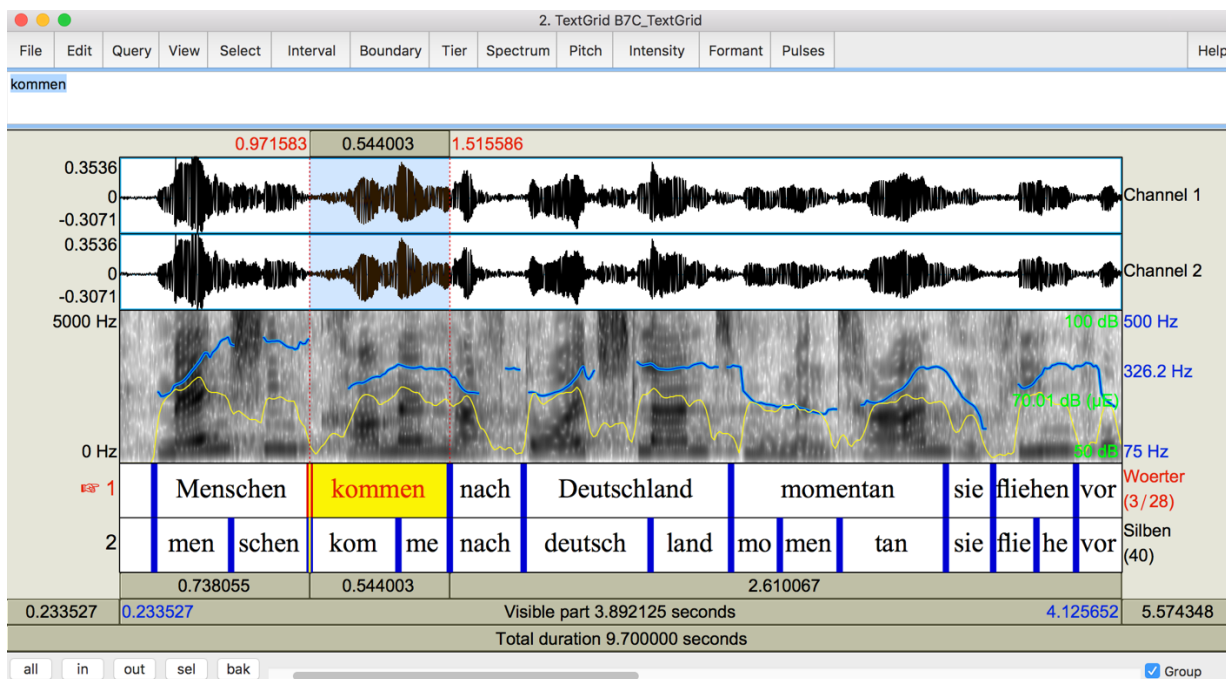 2. TextGrid B7C_TextGrid
File Edit Query View Select Interval Boundary Tier Spectrum Pitch Intensity Formant Pulses Help
kommen
0.971583 0.544003 1.515586
0.3536
0
-0.3071
Channel 1
0.3536
0
-0.3071
Channel 2
5000 Hz 100 dB 500 Hz
326.2 Hz
70.01 dB (µE)
0 Hz 50 dB 75 Hz
☞ 1 Menschen kommen nach Deutschland momentan sie fliehen vor Woerter
(3/28)
2 men schen kom me nach deutsch land mo men tan sie flie he vor Silben
(40)
0.738055 0.544003 2.610067
0.233527 0.233527 Visible part 3.892125 seconds 4.125652 5.574348
Total duration 9.700000 seconds
all in out sel bak Group